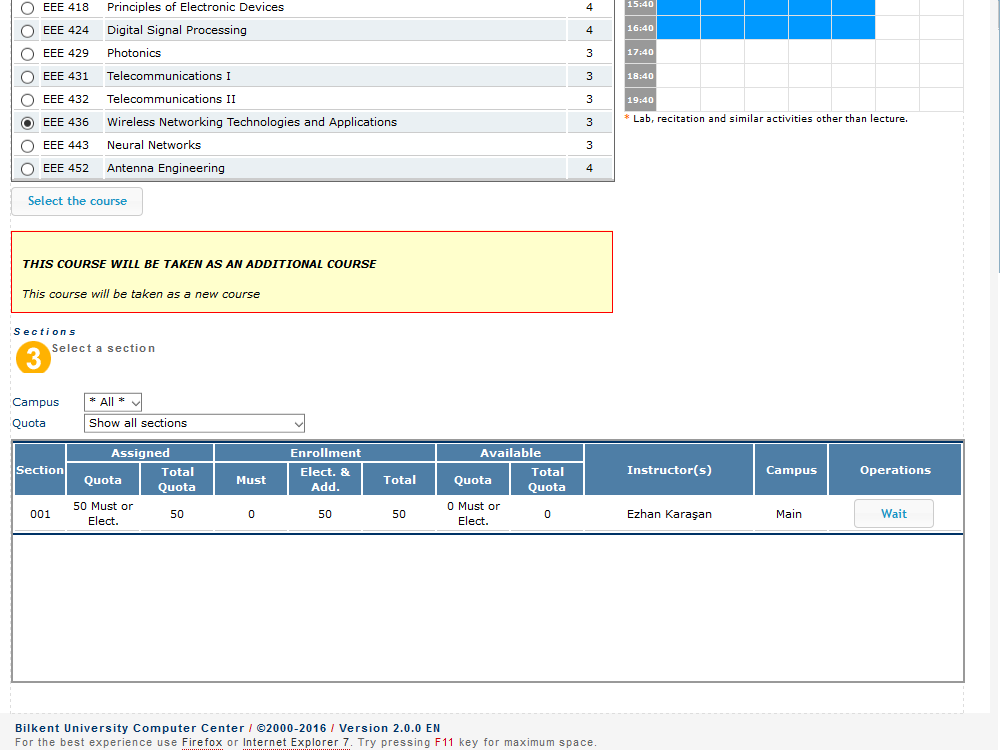 EEE 418 Principles of Electronic Devices 4
EEE 424 Digital Signal Processing 4
EEE 429 Photonics 3
EEE 431 Telecommunications I 3
EEE 432 Telecommunications II 3
EEE 436 Wireless Networking Technologies and Applications 3
EEE 443 Neural Networks 3
EEE 452 Antenna Engineering 4
15:40
16:40
17:40
18:40
19:40
* Lab, recitation and similar activities other than lecture.
Select the course
THIS COURSE WILL BE TAKEN AS AN ADDITIONAL COURSE
This course will be taken as a new course
Sections
3 Select a section
Campus * All *
Quota Show all sections
Section Assigned Enrollment Available Instructor(s) Campus Operations
Quota Total Quota Must Elect. & Add. Total Quota Total Quota
001 50 Must or Elect. 50 0 50 50 0 Must or Elect. 0 Ezhan Karaşan Main Wait
Bilkent University Computer Center / ©2000-2016 / Version 2.0.0 EN
For the best experience use Firefox or Internet Explorer 7. Try pressing F11 key for maximum space.